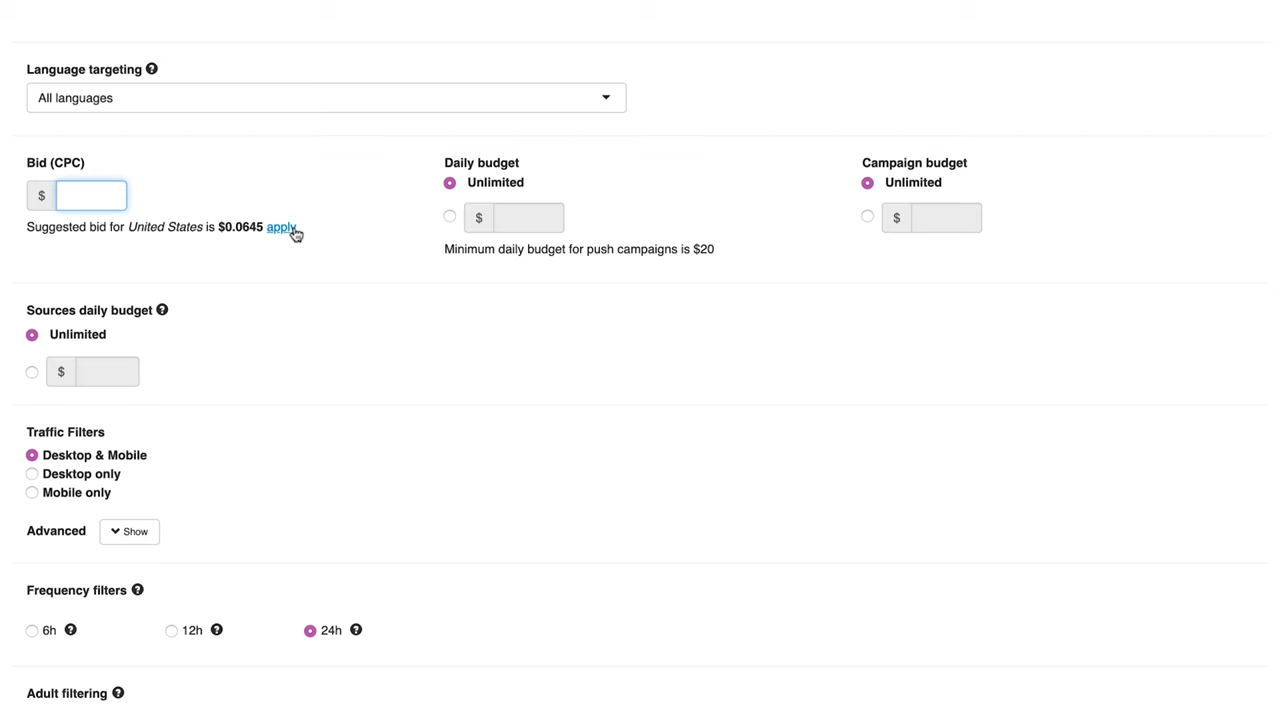 Language targeting
All languages
Bid (CPC)
$
Suggested bid for United States is $0.0645 apply
Daily budget
Unlimited
$
Minimum daily budget for push campaigns is $20
Campaign budget
Unlimited
$
Sources daily budget
Unlimited
$
Traffic Filters
Desktop & Mobile
Desktop only
Mobile only
Advanced Show
Frequency filters
6h 12h 24h
Adult filtering